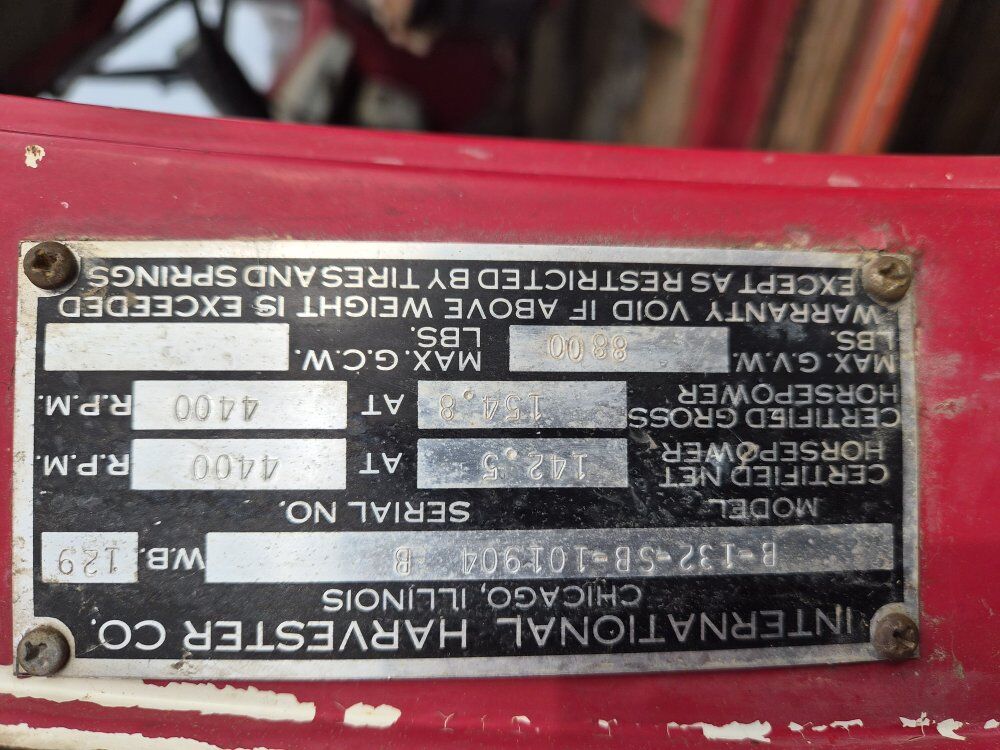 INTERNATIONAL HARVESTER CO.
CHICAGO, ILLINOIS
B-132-SB-101904 B W.B. 129
MODEL SERIAL NO.
CERTIFIED NET HORSEPOWER 142.5 AT 4400 R.P.M.
CERTIFIED GROSS HORSEPOWER 154.8 AT 4400 R.P.M.
MAX. G.V.W. LBS. 8800 MAX. G.C.W. LBS.
WARRANTY VOID IF ABOVE WEIGHT IS EXCEEDED
EXCEPT AS RESTRICTED BY TIRES AND SPRINGS